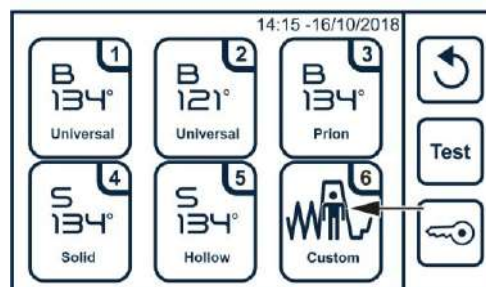 14:15 -16/10/2018
1 2 3
B B B
134° 121° 134°
Universal Universal Prion
Test
4 5 6
S S
134° 134°
Solid Hollow Custom